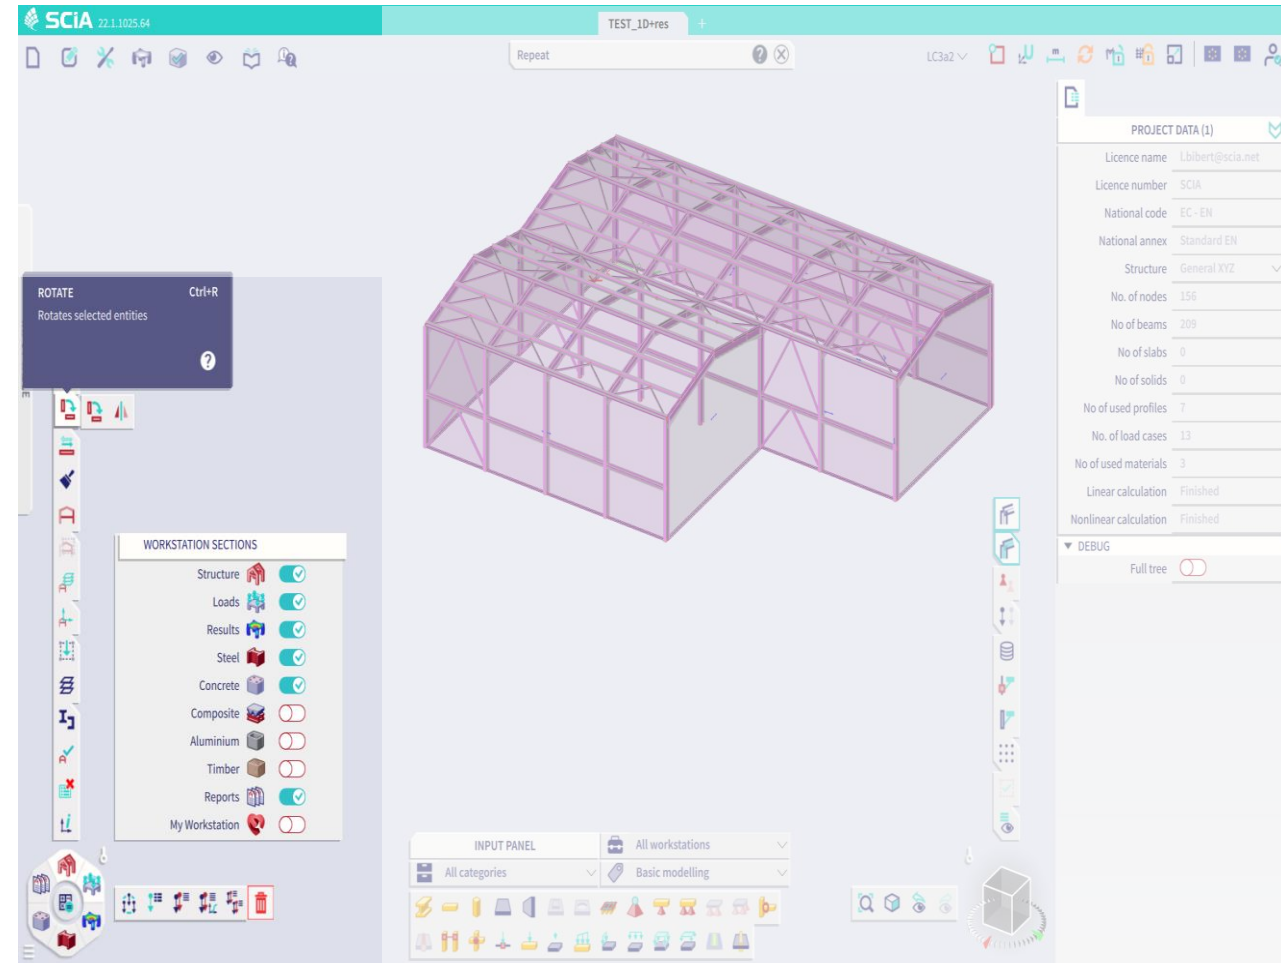 SCiA 22.1.1025.64
TEST_1D+res
Repeat
LC3a2
PROJECT DATA (1)
Licence name l.bibert@scia.net
Licence number SCIA
National code EC - EN
National annex Standard EN
Structure General XYZ
No. of nodes 156
No of beams 209
No of slabs 0
No of solids 0
No of used profiles 7
No. of load cases 13
No of used materials 3
Linear calculation Finished
Nonlinear calculation Finished
DEBUG
Full tree
ROTATE Ctrl+R
Rotates selected entities
WORKSTATION SECTIONS
Structure
Loads
Results
Steel
Concrete
Composite
Aluminium
Timber
Reports
My Workstation
INPUT PANEL All workstations
All categories Basic modelling